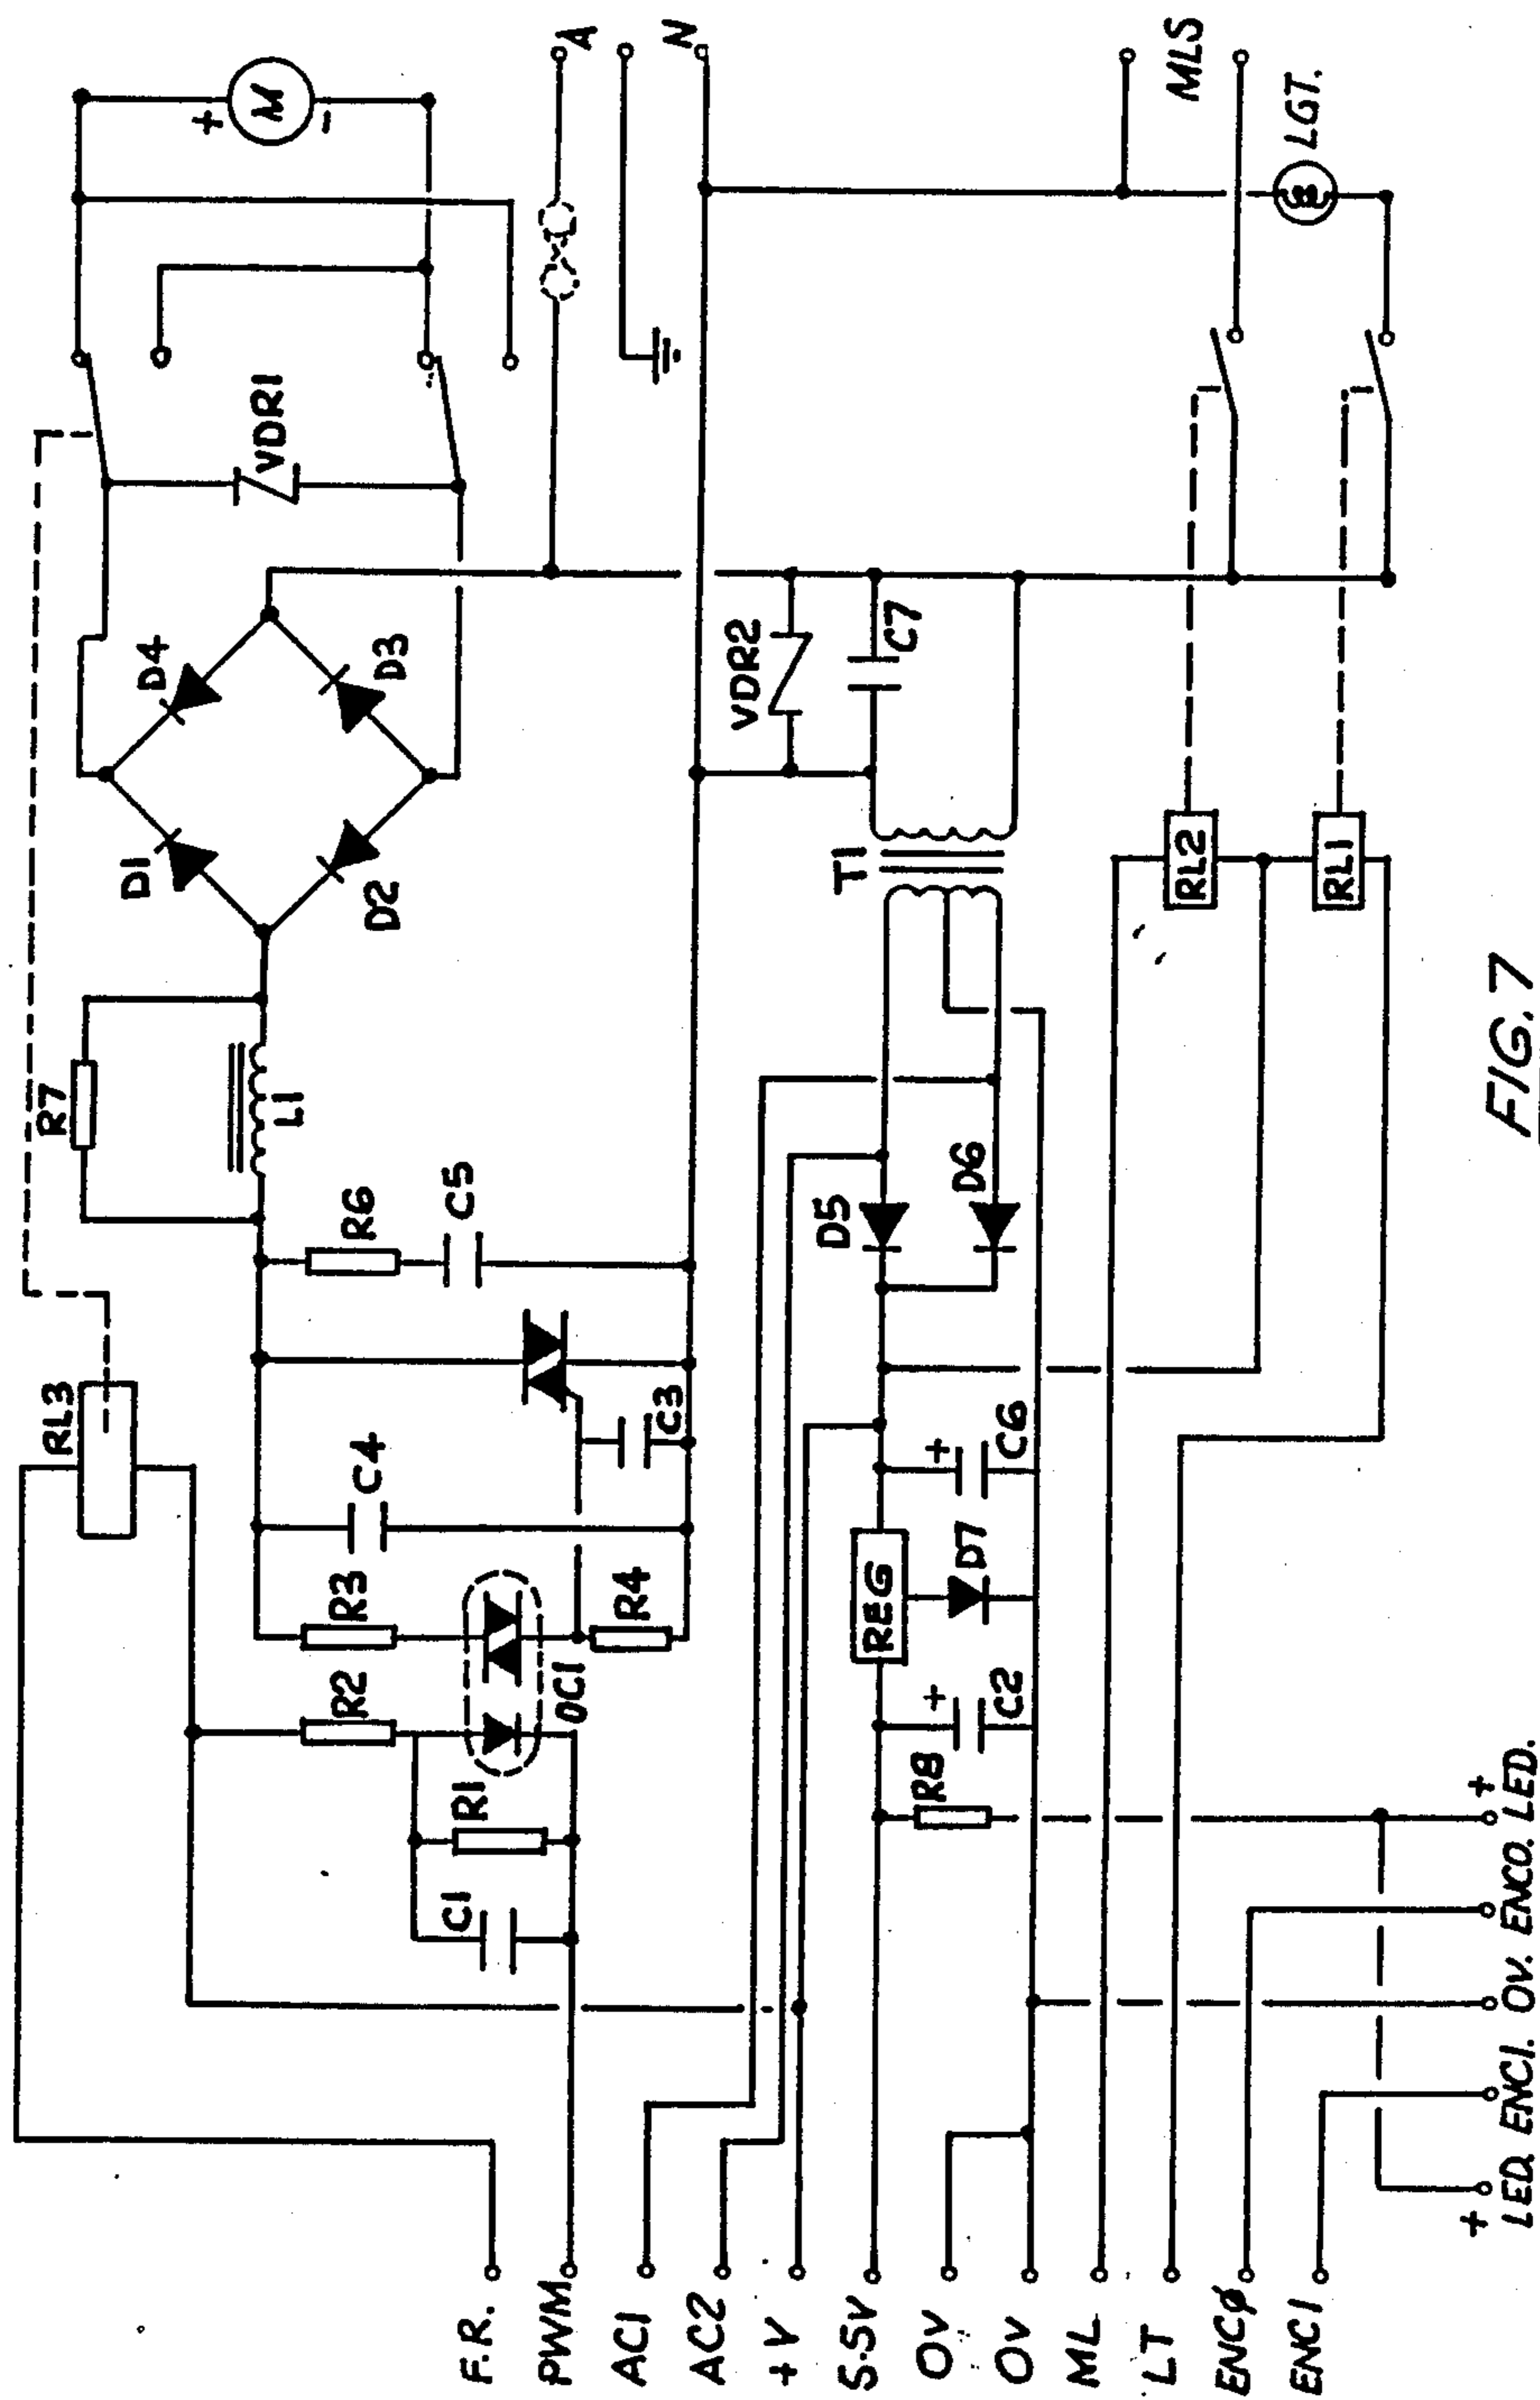 RL3
R7
D1
D4
M
+
-
VDR1
L1
D2
D3
A
N
R6
C5
C4
R3
R2
OC1
R1
C1
R4
C3
VDR2
C7
T1
D5
D6
C6
+
REG
D7
C2
+
R8
RL2
RL1
MLS
LGT.
F.R.
PWM
AC1
AC2
+V
5.5V
0V
0V
ML
LT
ENCØ
ENC1
+ +
LED. ENC1. 0V. ENC0. LED.
FIG. 7